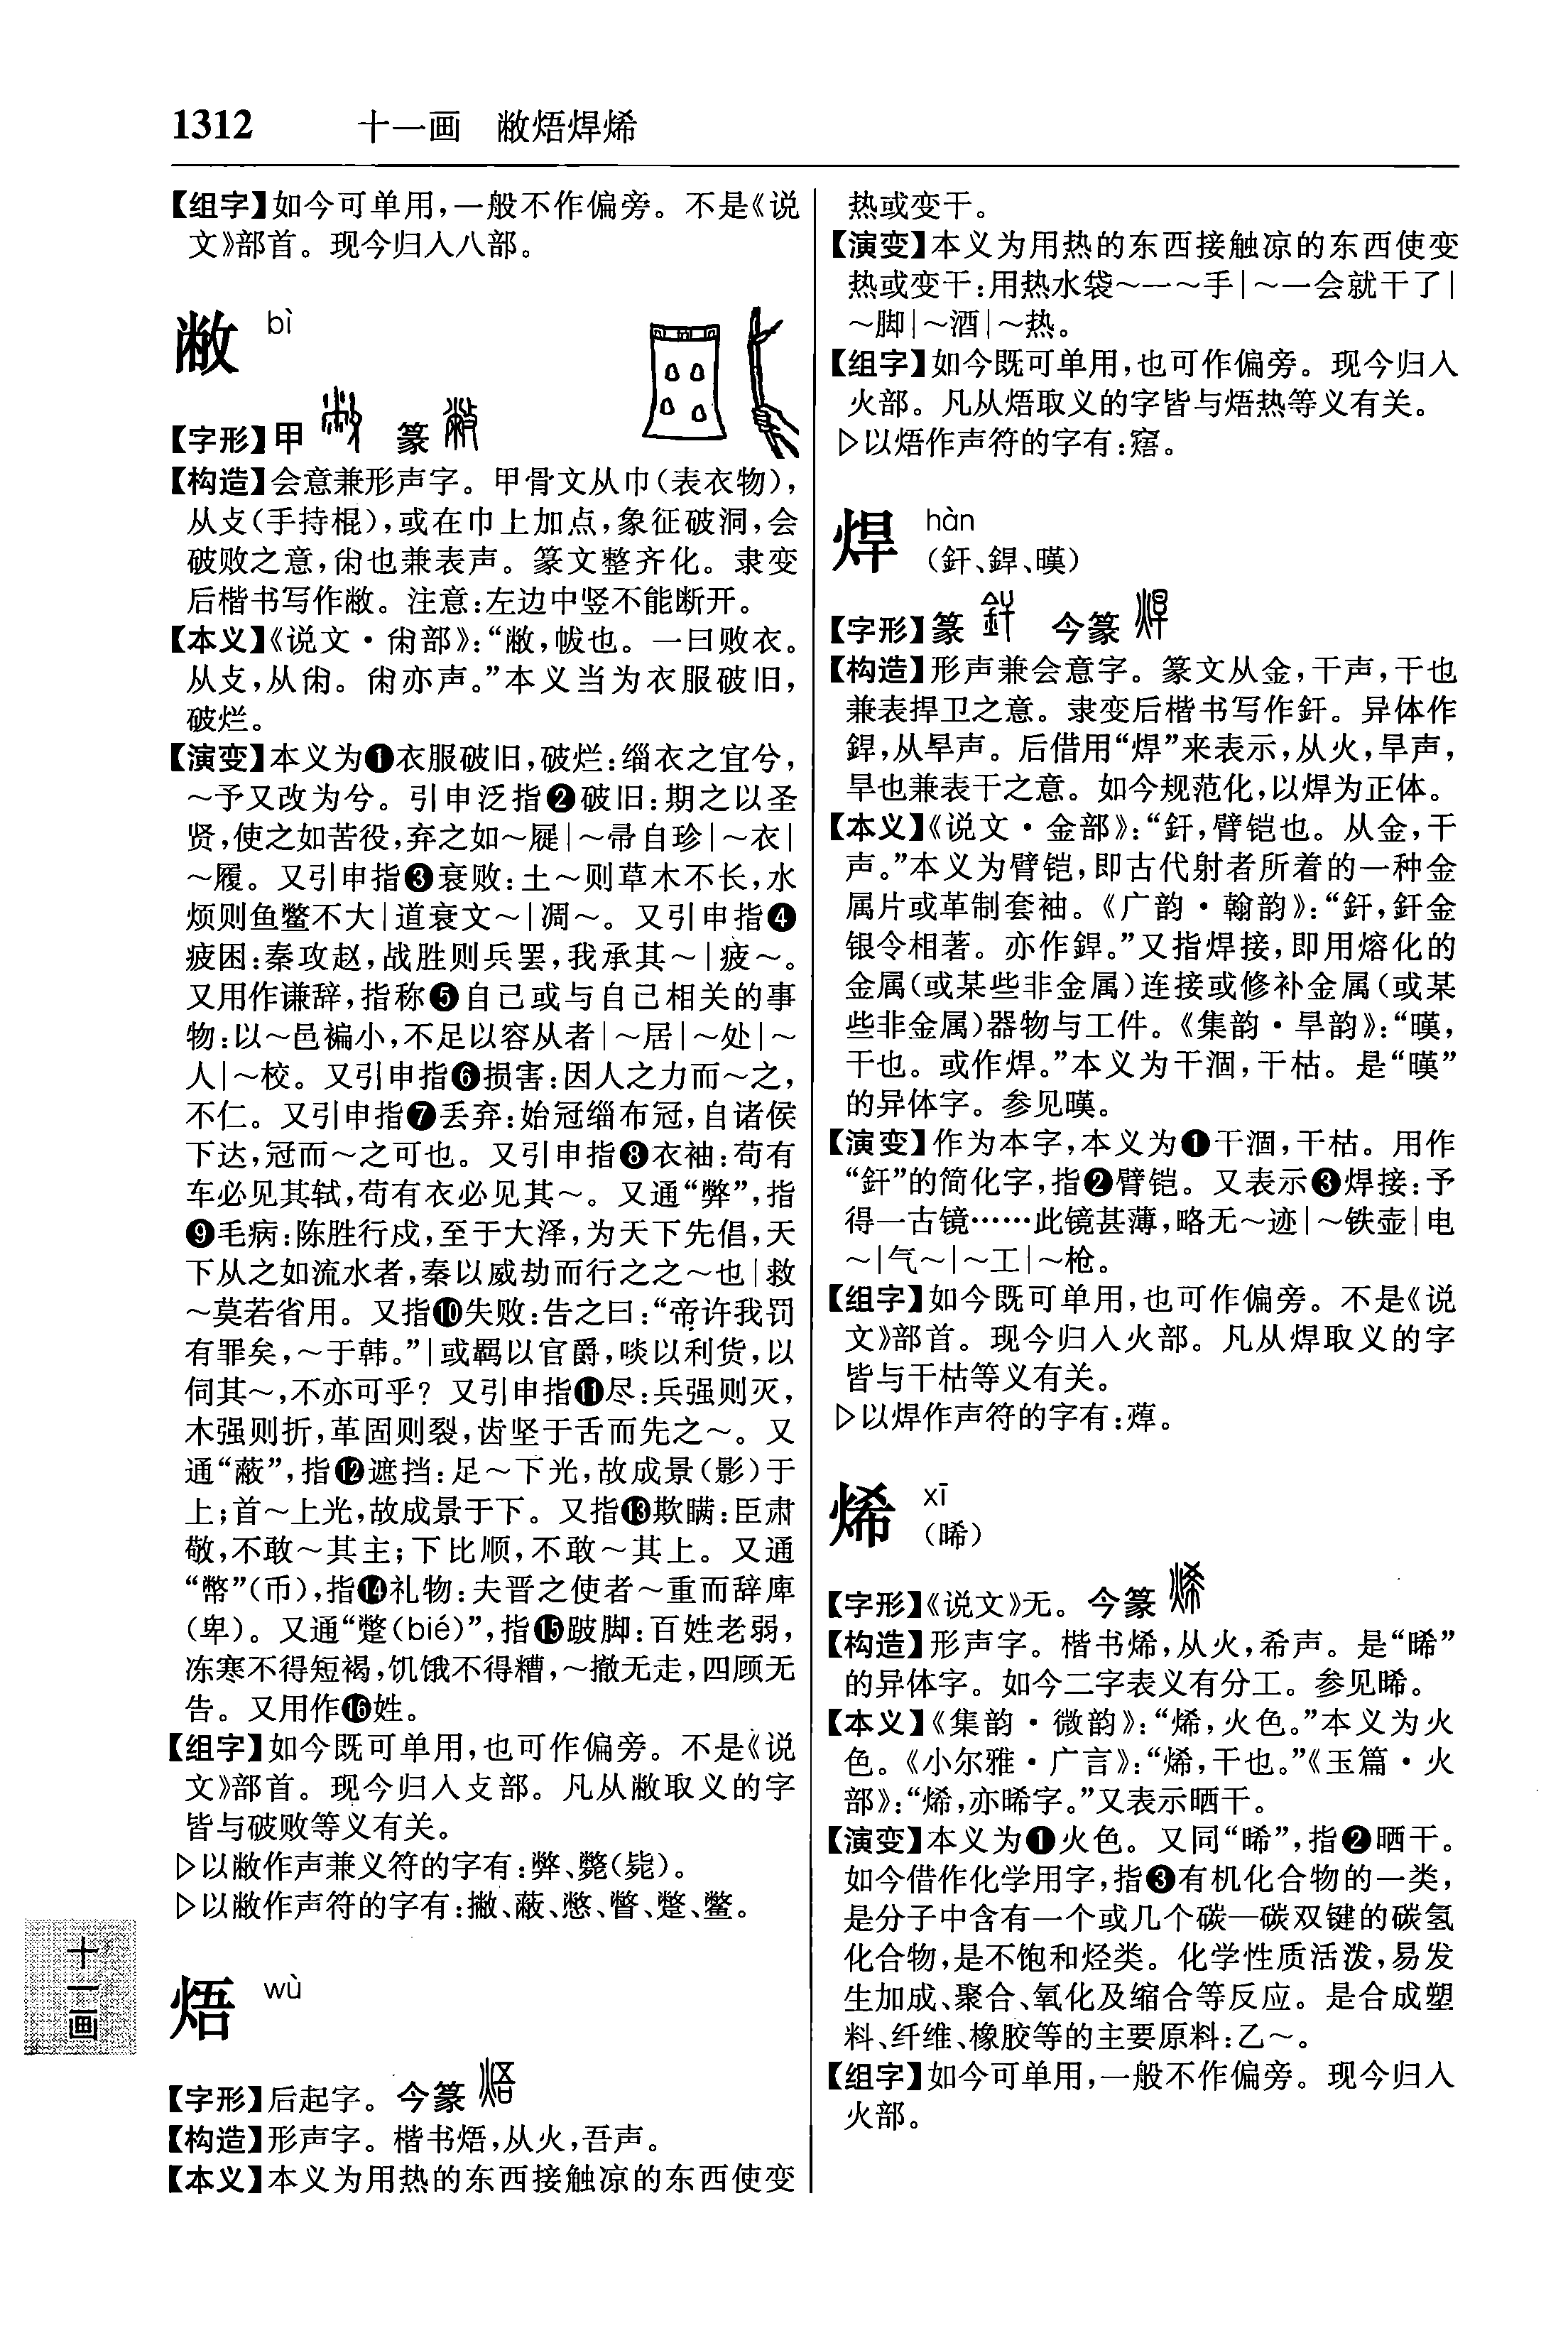 1312 十一画 敝焐焊烯
【组字】如今可单用,一般不作偏旁。不是《说
文》部首。现今归入八部。
敝 bì
【字形】甲 篆
【构造】会意兼形声字。甲骨文从巾(表衣物),
从攴(手持棍),或在巾上加点,象征破洞,会
破败之意,㡀也兼表声。篆文整齐化。隶变
后楷书写作敝。注意:左边中竖不能断开。
【本义】《说文·㡀部》:“敝,帗也。一曰败衣。
从攴,从㡀。㡀亦声。”本义当为衣服破旧,
破烂。
【演变】本义为❶衣服破旧,破烂:缁衣之宜兮,
～予又改为兮。引申泛指❷破旧:期之以圣
贤,使之如苦役,弃之如～屣|～帚自珍|～衣|
～履。又引申指❸衰败:土～则草木不长,水
烦则鱼鳖不大|道衰文～|凋～。又引申指❹
疲困:秦攻赵,战胜则兵罢,我承其～|疲～。
又用作谦辞,指称❺自己或与自己相关的事
物:以～邑褊小,不足以容从者|～居|～处|～
人|～校。又引申指❻损害:因人之力而～之,
不仁。又引申指❼丢弃:始冠缁布冠,自诸侯
下达,冠而～之可也。又引申指❽衣袖:苟有
车必见其轼,苟有衣必见其～。又通“弊”,指
❾毛病:陈胜行戍,至于大泽,为天下先倡,天
下从之如流水者,秦以威劫而行之之～也|救
～莫若省用。又指❿失败:告之曰:“帝许我罚
有罪矣,～于韩。”|或羁以官爵,啖以利货,以
伺其～,不亦可乎?又引申指⓫尽:兵强则灭,
木强则折,革固则裂,齿坚于舌而先之～。又
通“蔽”,指⓬遮挡:足～下光,故成景(影)于
上;首～上光,故成景于下。又指⓭欺瞒:臣肃
敬,不敢～其主;下比顺,不敢～其上。又通
“幣”(币),指⓮礼物:夫晋之使者～重而辞庳
(卑)。又通“蹩(bié)”,指⓯跛脚:百姓老弱,
冻寒不得短褐,饥饿不得糟,～撤无走,四顾无
告。又用作⓰姓。
【组字】如今既可单用,也可作偏旁。不是《说
文》部首。现今归入攴部。凡从敝取义的字
皆与破败等义有关。
▷以敝作声兼义符的字有:弊、斃(毙)。
▷以敝作声符的字有:撇、蔽、憋、瞥、蹩、鳖。
焐 wù
【字形】后起字。今篆
【构造】形声字。楷书焐,从火,吾声。
【本义】本义为用热的东西接触凉的东西使变
热或变干。
【演变】本义为用热的东西接触凉的东西使变
热或变干:用热水袋～一～手|～一会就干了|
～脚|～酒|～热。
【组字】如今既可单用,也可作偏旁。现今归入
火部。凡从焐取义的字皆与焐热等义有关。
▷以焐作声符的字有:䆿。
焊 hàn
(釬、銲、暵)
【字形】篆 今篆
【构造】形声兼会意字。篆文从金,干声,干也
兼表捍卫之意。隶变后楷书写作釬。异体作
銲,从旱声。后借用“焊”来表示,从火,旱声,
旱也兼表干之意。如今规范化,以焊为正体。
【本义】《说文·金部》:“釬,臂铠也。从金,干
声。”本义为臂铠,即古代射者所着的一种金
属片或革制套袖。《广韵·翰韵》:“釬,釬金
银令相著。亦作銲。”又指焊接,即用熔化的
金属(或某些非金属)连接或修补金属(或某
些非金属)器物与工件。《集韵·旱韵》:“暵,
干也。或作焊。”本义为干涸,干枯。是“暵”
的异体字。参见暵。
【演变】作为本字,本义为❶干涸,干枯。用作
“釬”的简化字,指❷臂铠。又表示❸焊接:予
得一古镜……此镜甚薄,略无～迹|～铁壶|电
～|气～|～工|～枪。
【组字】如今既可单用,也可作偏旁。不是《说
文》部首。现今归入火部。凡从焊取义的字
皆与干枯等义有关。
▷以焊作声符的字有:䓍。
烯 xī
(晞)
【字形】《说文》无。今篆
【构造】形声字。楷书烯,从火,希声。是“晞”
的异体字。如今二字表义有分工。参见晞。
【本义】《集韵·微韵》:“烯,火色。”本义为火
色。《小尔雅·广言》:“烯,干也。”《玉篇·火
部》:“烯,亦晞字。”又表示晒干。
【演变】本义为❶火色。又同“晞”,指❷晒干。
如今借作化学用字,指❸有机化合物的一类,
是分子中含有一个或几个碳—碳双键的碳氢
化合物,是不饱和烃类。化学性质活泼,易发
生加成、聚合、氧化及缩合等反应。是合成塑
料、纤维、橡胶等的主要原料:乙～。
【组字】如今可单用,一般不作偏旁。现今归入
火部。
十一画